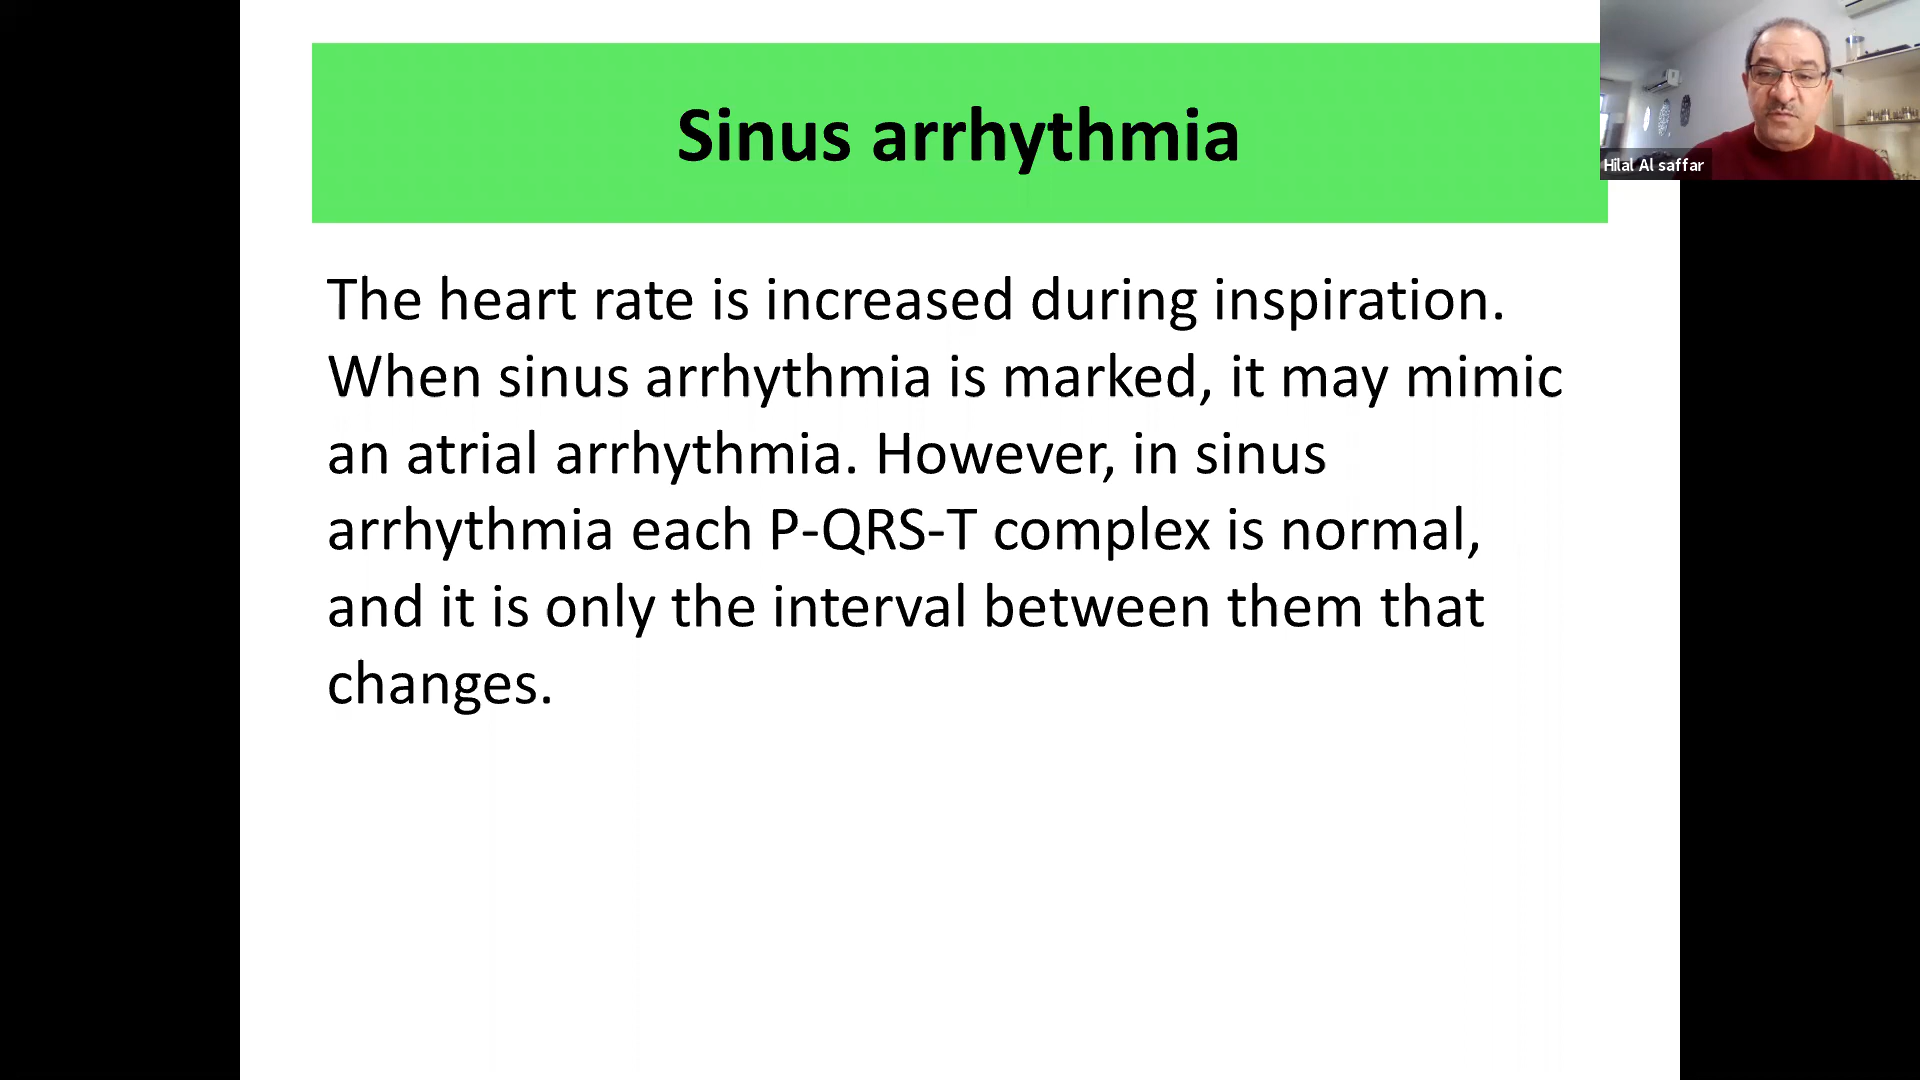 Sinus arrhythmia
Hilal Al saffar
The heart rate is increased during inspiration.
When sinus arrhythmia is marked, it may mimic
an atrial arrhythmia. However, in sinus
arrhythmia each P-QRS-T complex is normal,
and it is only the interval between them that
changes.